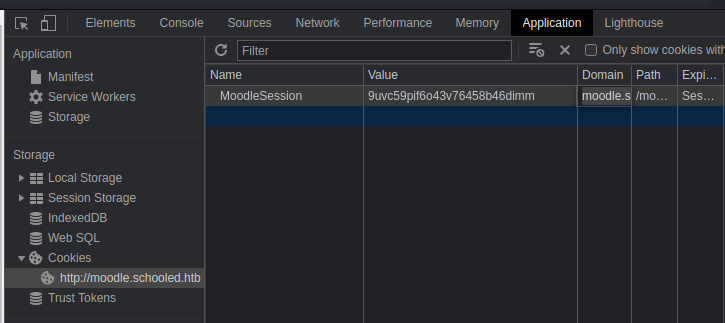 Elements Console Sources Network Performance Memory Application Lighthouse
Application
Manifest
Service Workers
Storage
Storage
Local Storage
Session Storage
IndexedDB
Web SQL
Cookies
http://moodle.schooled.htb
Trust Tokens
Filter
Only show cookies with
Name Value Domain Path Expi...
MoodleSession 9uvc59pif6o43v76458b46dimm moodle.s /mo... Ses...